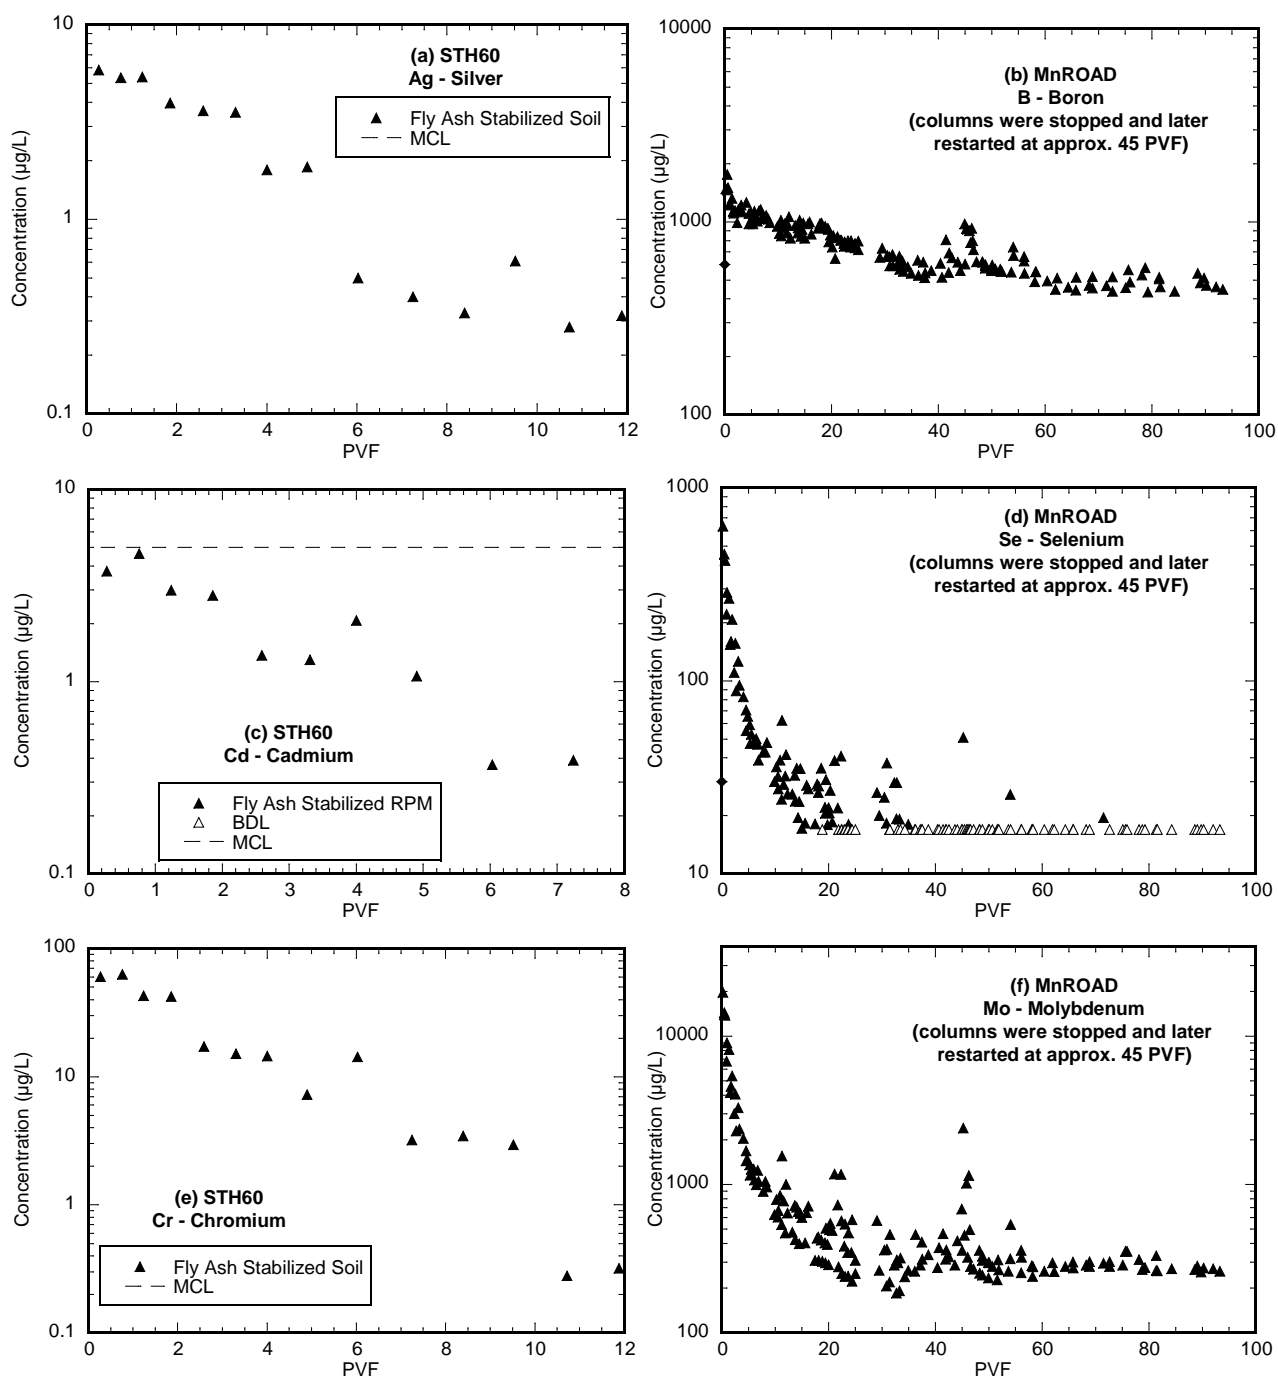 10
1
0.1
Concentration (µg/L)
0
2
4
6
8
10
12
PVF
(a) STH60
Ag - Silver
Fly Ash Stabilized Soil
MCL
10000
1000
100
Concentration (µg/L)
0
20
40
60
80
100
PVF
(b) MnROAD
B - Boron
(columns were stopped and later
restarted at approx. 45 PVF)
10
1
0.1
Concentration (µg/L)
0
1
2
3
4
5
6
7
8
PVF
(c) STH60
Cd - Cadmium
Fly Ash Stabilized RPM
BDL
MCL
1000
100
10
Concentration (µg/L)
0
20
40
60
80
100
PVF
(d) MnROAD
Se - Selenium
(columns were stopped and later
restarted at approx. 45 PVF)
100
10
1
0.1
Concentration (µg/L)
0
2
4
6
8
10
12
PVF
(e) STH60
Cr - Chromium
Fly Ash Stabilized Soil
MCL
10000
1000
100
Concentration (µg/L)
0
20
40
60
80
100
PVF
(f) MnROAD
Mo - Molybdenum
(columns were stopped and later
restarted at approx. 45 PVF)